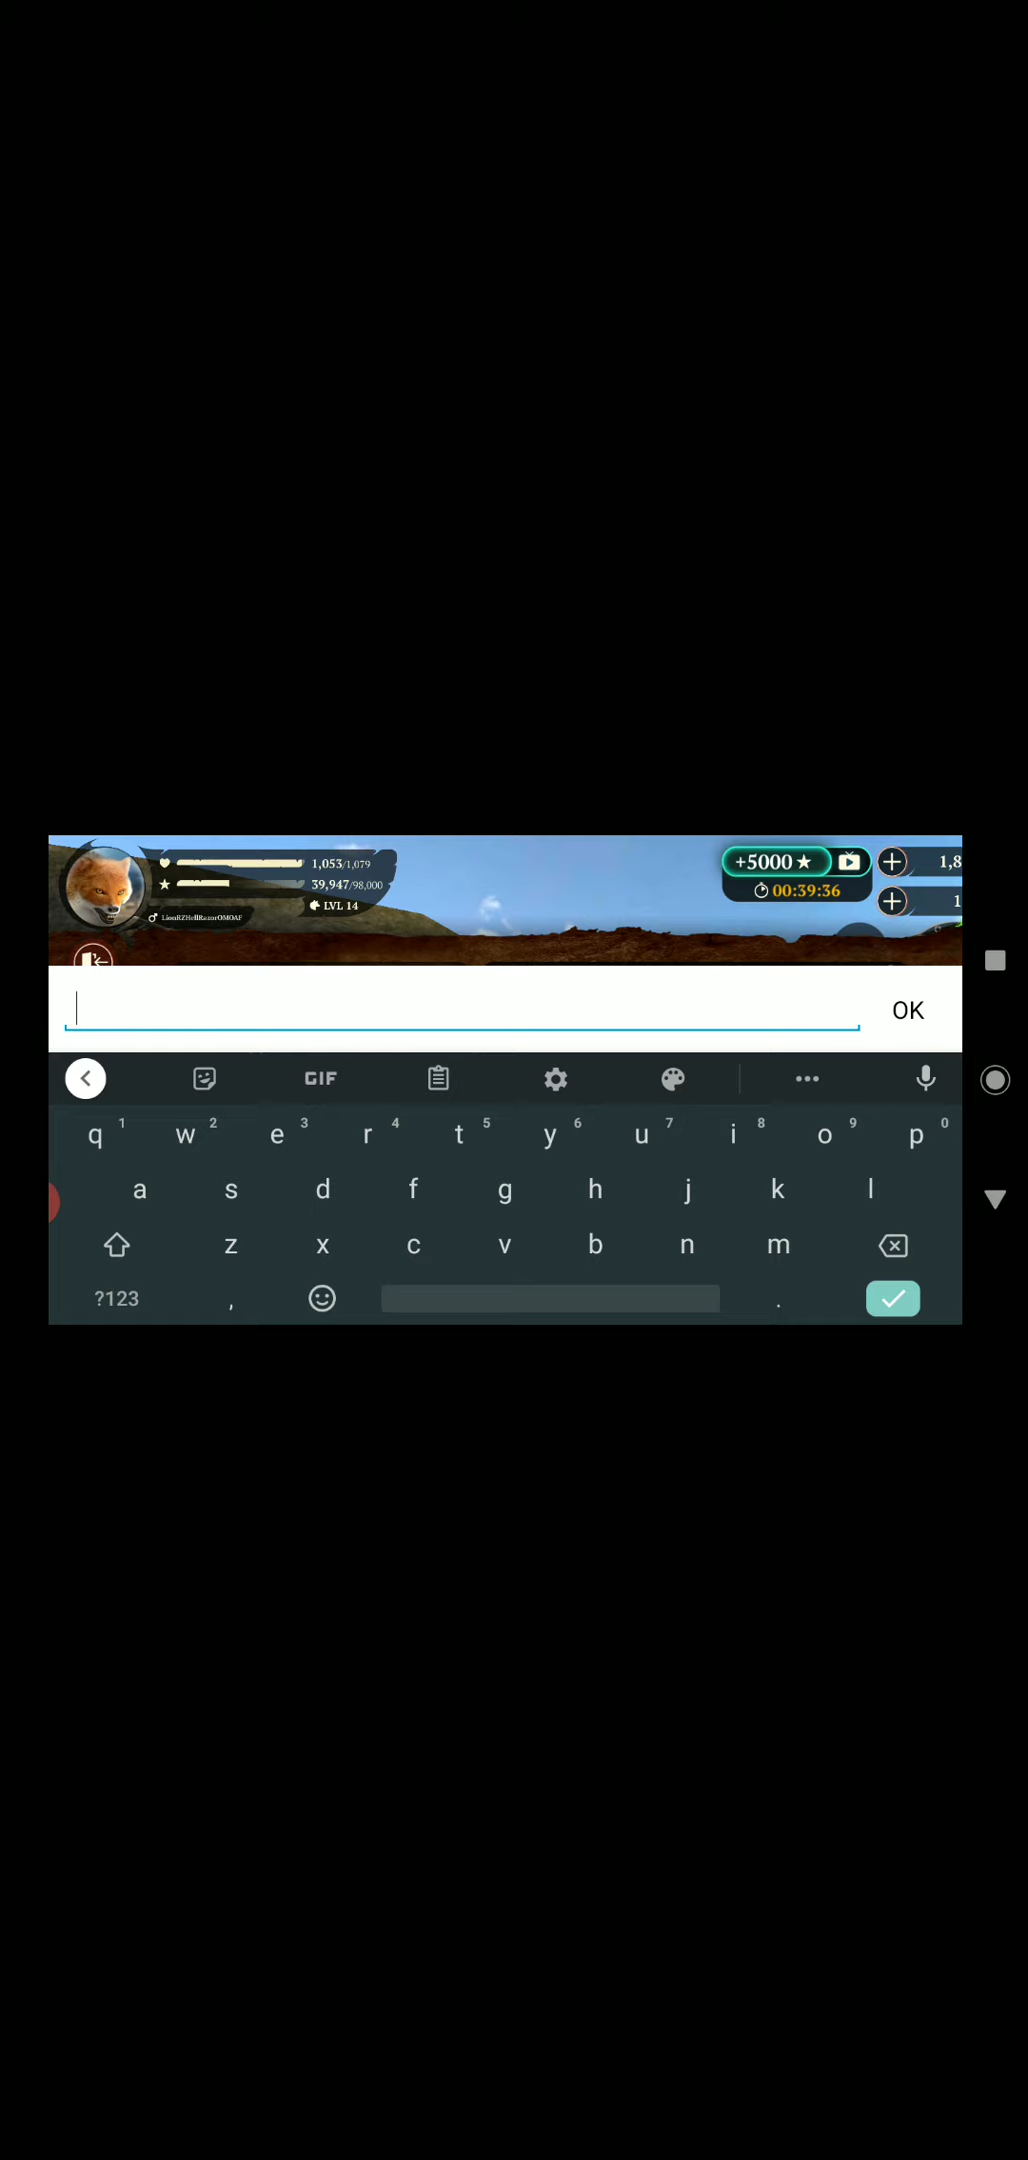 1,053/1,079
39,947/98,000
LVL 14
LionRZHellRazorOMOAF
+5000
00:39:36
1,8
1
OK
GIF
q 1 w 2 e 3 r 4 t 5 y 6 u 7 i 8 o 9 p 0
a s d f g h j k l
z x c v b n m
?123 , .